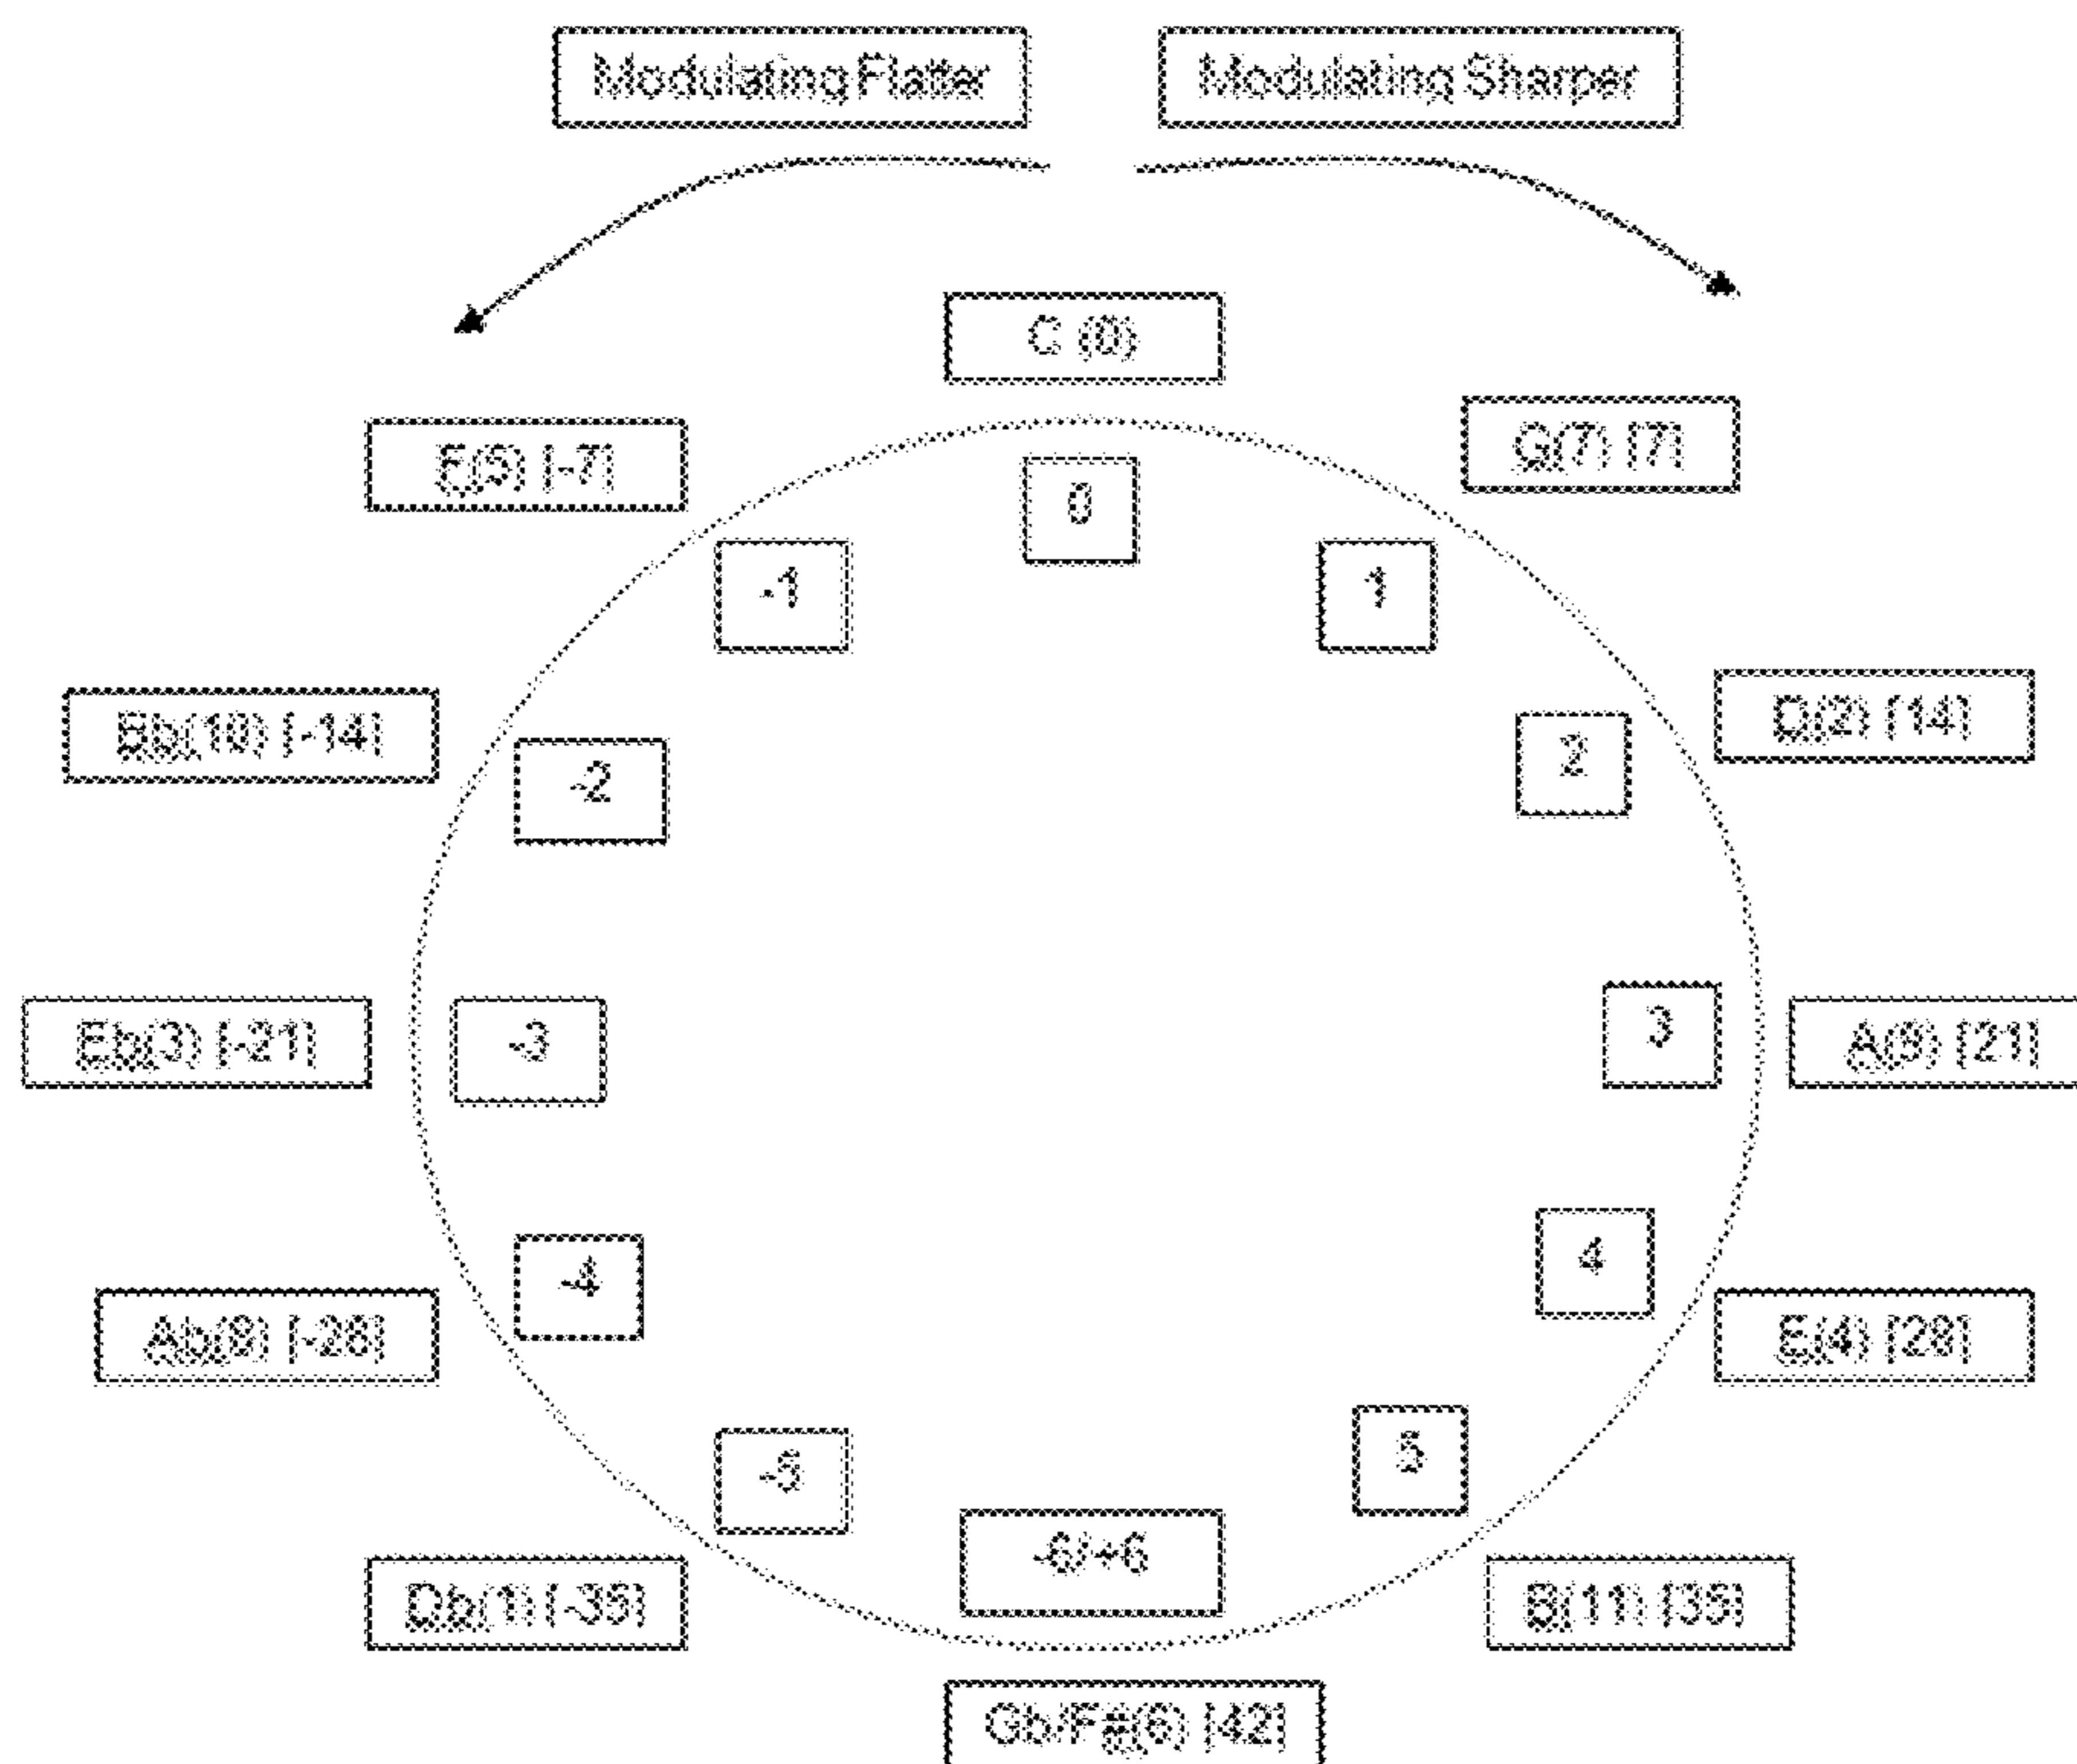 Modulating Flatter
Modulating Sharper
C (0)
F(5) [-7]
G(7) [7]
0
-1
1
Bb(10) [-14]
D(2) [14]
-2
2
Eb(3) [-21]
-3
3
A(9) [21]
-4
4
Ab(8) [-28]
E(4) [28]
-5
5
-6/+6
Db(1) [-35]
B(11) [35]
Gb/F#(6) [42]